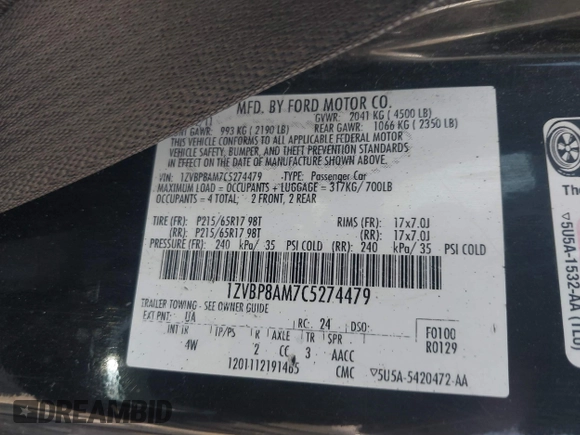 MFD. BY FORD MOTOR CO.
GVWR: 2041 KG ( 4500 LB)
GAWR: 993 KG ( 2190 LB) REAR GAWR: 1066 KG ( 2350 LB)
THIS VEHICLE CONFORMS TO ALL APPLICABLE FEDERAL MOTOR
VEHICLE SAFETY, BUMPER, AND THEFT PREVENTION STANDARDS
IN EFFECT ON THE DATE OF MANUFACTURE SHOWN ABOVE.
VIN: 1ZVBP8AM7C5274479 TYPE: Passenger Car
MAXIMUM LOAD = OCCUPANTS + LUGGAGE = 317KG/ 700LB
OCCUPANTS = 4 TOTAL; 2 FRONT, 2 REAR
TIRE (FR): P215/65R17 98T RIMS (FR): 17×7.0J
(RR): P215/65R17 98T (RR): 17×7.0J
PRESSURE (FR): 240 kPa/ 35 PSI COLD (RR): 240 kPa/ 35 PSI COLD
1ZVBP8AM7C5274479
TRAILER TOWING - SEE OWNER GUIDE
EXT PNT: UA RC: 24 DSO: F0100
INT TR TP/PS R AXLE TR SPR R0129
4W 2 CC 3 AACC
CMC ▽5U5A-5420472-AA
▽5U5A-1532-AA (TLU)
DREAMBID